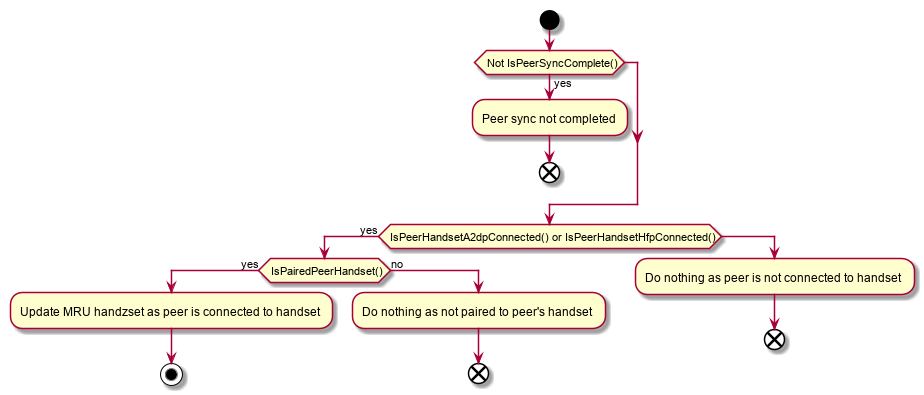 Not IsPeerSyncComplete()
yes
Peer sync not completed
yes
IsPeerHandsetA2dpConnected() or IsPeerHandsetHfpConnected()
yes
IsPairedPeerHandset()
no
Do nothing as peer is not connected to handset
Update MRU handzset as peer is connected to handset
Do nothing as not paired to peer's handset